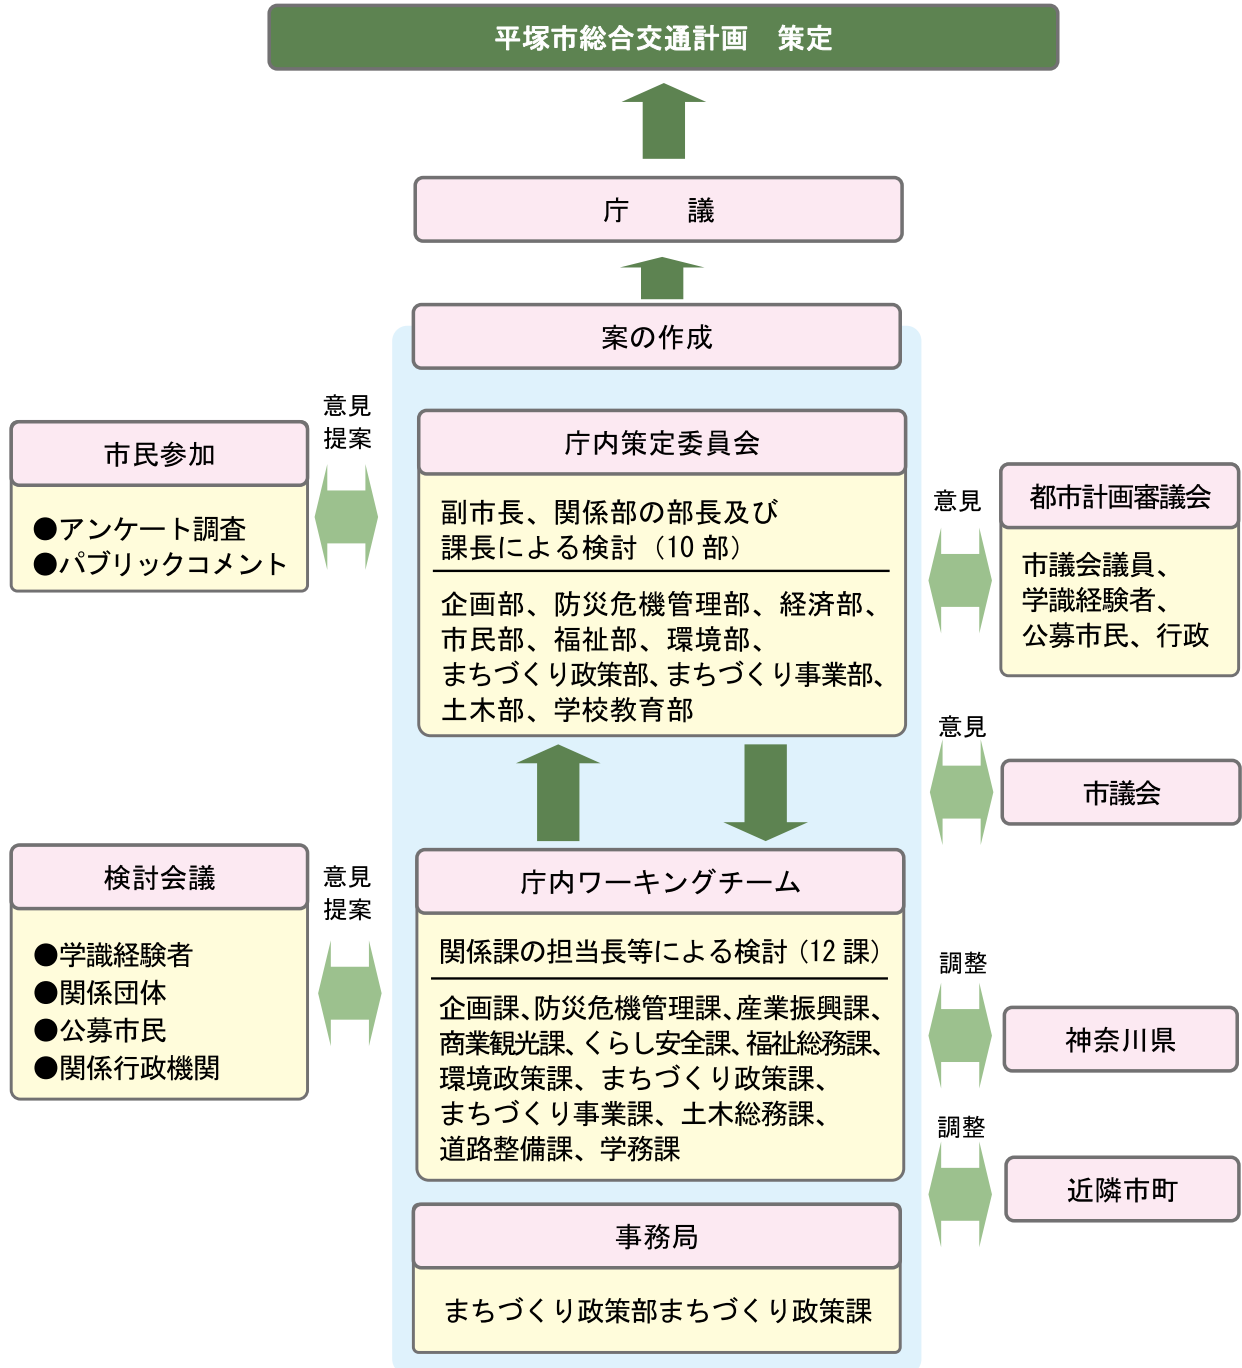 平塚市総合交通計画　策定
庁　　議
案の作成
意見
提案
市民参加
●アンケート調査
●パブリックコメント
庁内策定委員会
副市長、関係部の部長及び
課長による検討（10 部）
企画部、防災危機管理部、経済部、
市民部、福祉部、環境部、
まちづくり政策部、まちづくり事業部、
土木部、学校教育部
意見
都市計画審議会
市議会議員、
学識経験者、
公募市民、行政
意見
市議会
検討会議
●学識経験者
●関係団体
●公募市民
●関係行政機関
意見
提案
庁内ワーキングチーム
関係課の担当長等による検討（12 課）
企画課、防災危機管理課、産業振興課、
商業観光課、くらし安全課、福祉総務課、
環境政策課、まちづくり政策課、
まちづくり事業課、土木総務課、
道路整備課、学務課
調整
神奈川県
調整
近隣市町
事務局
まちづくり政策部まちづくり政策課